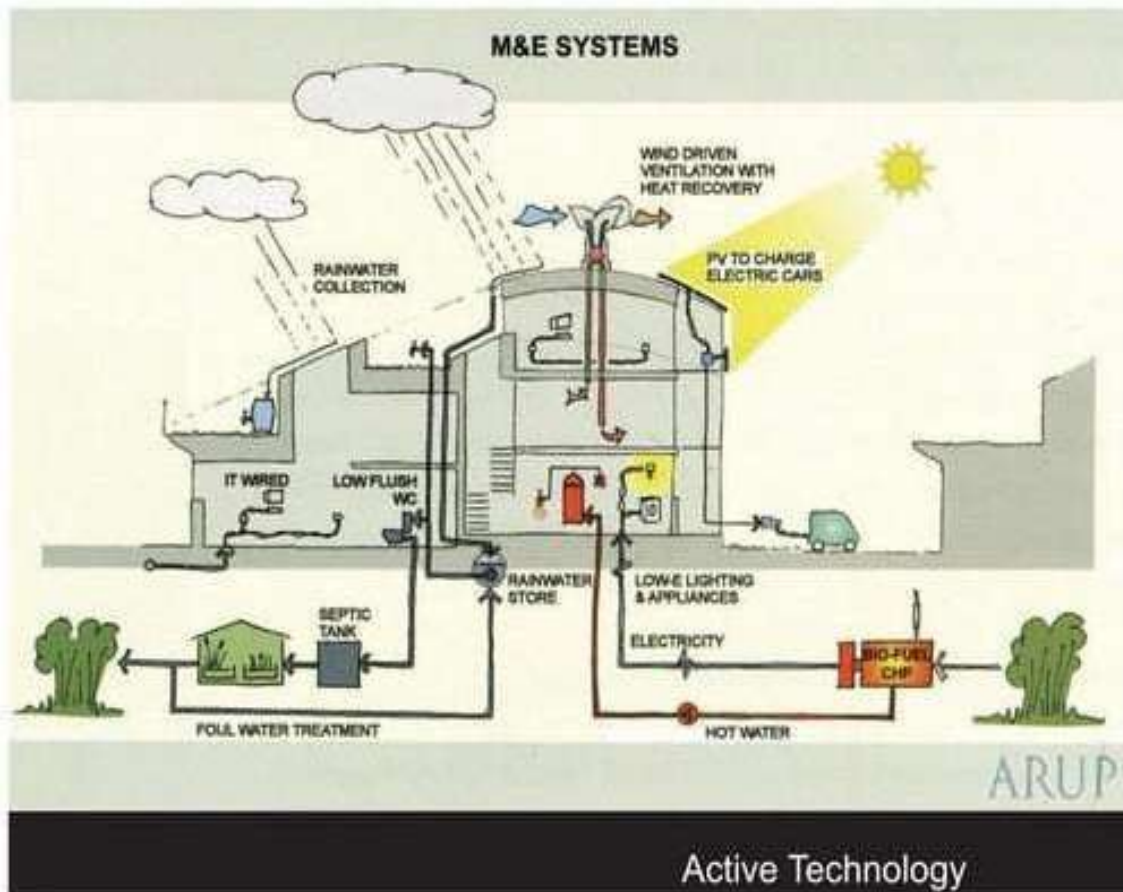 M&E SYSTEMS
WIND DRIVEN
VENTILATION WITH
HEAT RECOVERY
PV TO CHARGE
ELECTRIC CARS
RAINWATER
COLLECTION
IT WIRED
LOW FLUSH
WC
RAINWATER
STORE
LOW-E LIGHTING
& APPLIANCES
SEPTIC
TANK
ELECTRICITY
BIO-FUEL
CHP
FOUL WATER TREATMENT
HOT WATER
ARUP
Active Technology